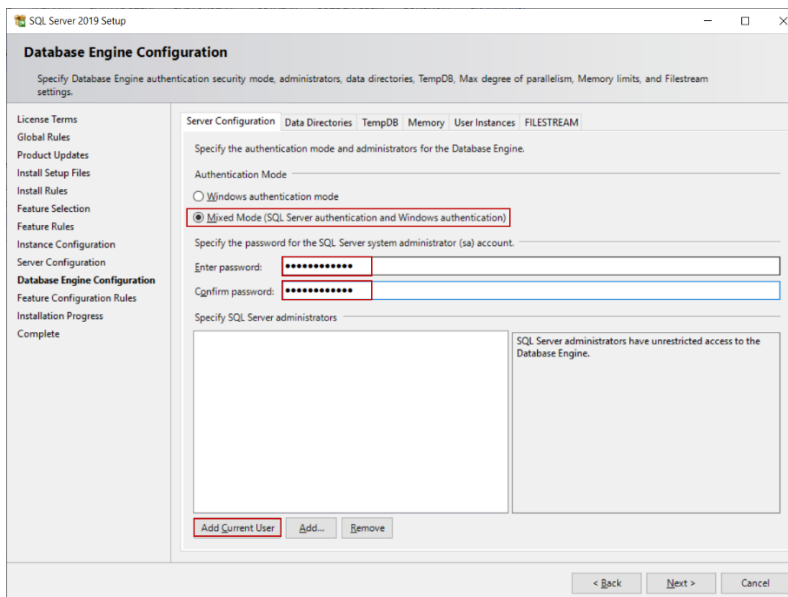 SQL Server 2019 Setup
Database Engine Configuration
Specify Database Engine authentication security mode, administrators, data directories, TempDB, Max degree of parallelism, Memory limits, and Filestream
settings.
License Terms
Global Rules
Product Updates
Install Setup Files
Install Rules
Feature Selection
Feature Rules
Instance Configuration
Server Configuration
Database Engine Configuration
Feature Configuration Rules
Installation Progress
Complete
Server Configuration Data Directories TempDB Memory User Instances FILESTREAM
Specify the authentication mode and administrators for the Database Engine.
Authentication Mode
Windows authentication mode
Mixed Mode (SQL Server authentication and Windows authentication)
Specify the password for the SQL Server system administrator (sa) account.
Enter password: ●●●●●●●●●●●●
Confirm password: ●●●●●●●●●●●●
Specify SQL Server administrators
SQL Server administrators have unrestricted access to the
Database Engine.
Add Current User Add... Remove
< Back Next > Cancel